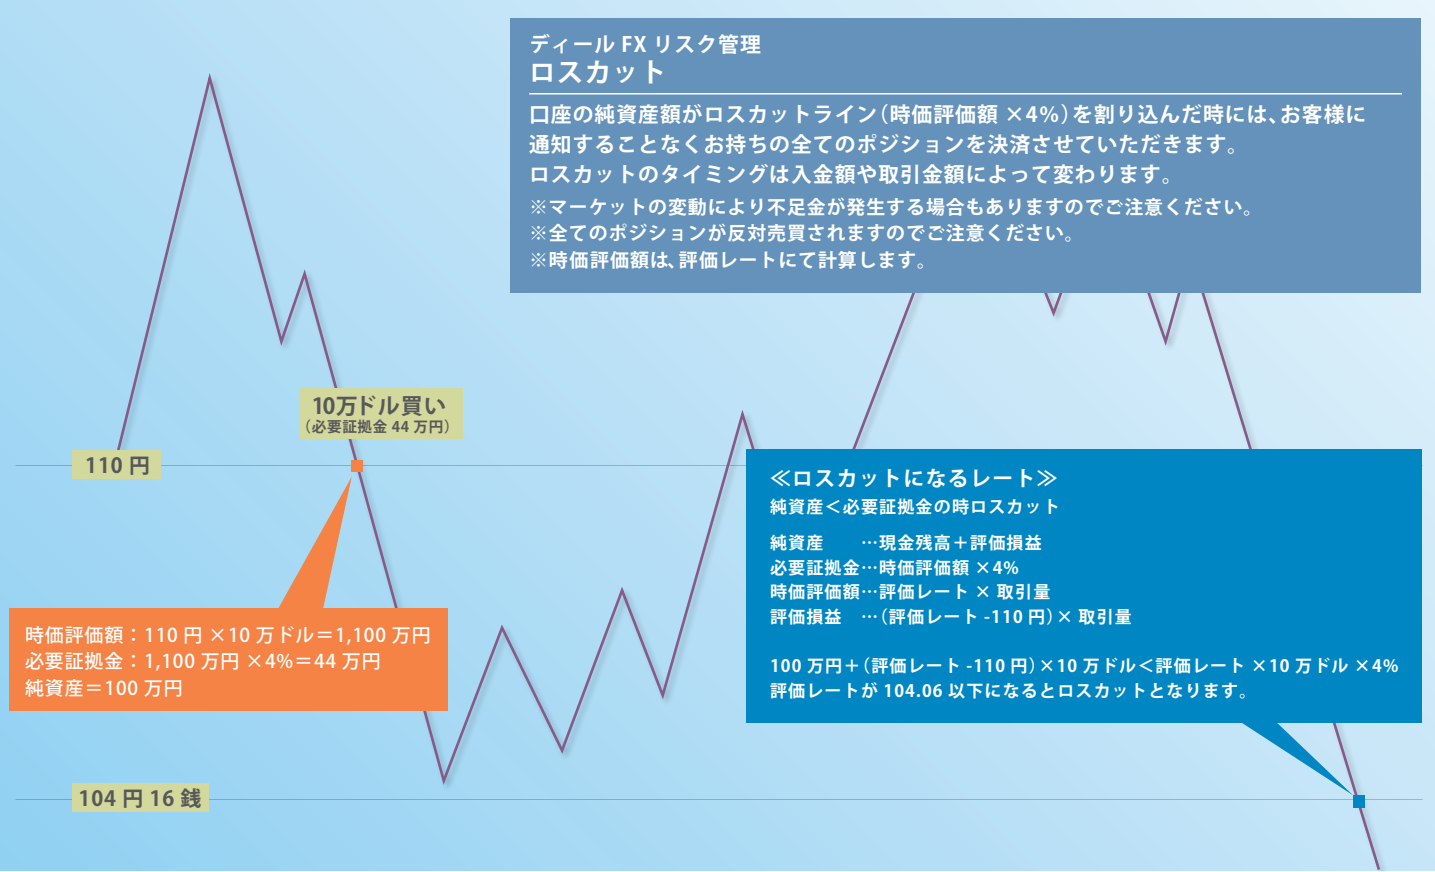 ディール FX リスク管理
ロスカット
口座の純資産額がロスカットライン（時価評価額 ×4％）を割り込んだ時には、お客様に
通知することなくお持ちの全てのポジションを決済させていただきます。
ロスカットのタイミングは入金額や取引金額によって変わります。
※マーケットの変動により不足金が発生する場合もありますのでご注意ください。
※全てのポジションが反対売買されますのでご注意ください。
※時価評価額は、評価レートにて計算します。
10万ドル買い
（必要証拠金 44 万円）
110 円
時価評価額：110 円 ×10 万ドル＝1,100 万円
必要証拠金：1,100 万円 ×4%＝44 万円
純資産＝100 万円
≪ロスカットになるレート≫
純資産＜必要証拠金の時ロスカット
純資産　　…現金残高＋評価損益
必要証拠金…時価評価額 ×4%
時価評価額…評価レート × 取引量
評価損益　…（評価レート -110 円）× 取引量
100 万円＋（評価レート -110 円）×10 万ドル＜評価レート ×10 万ドル ×4%
評価レートが 104.06 以下になるとロスカットとなります。
104 円 16 銭